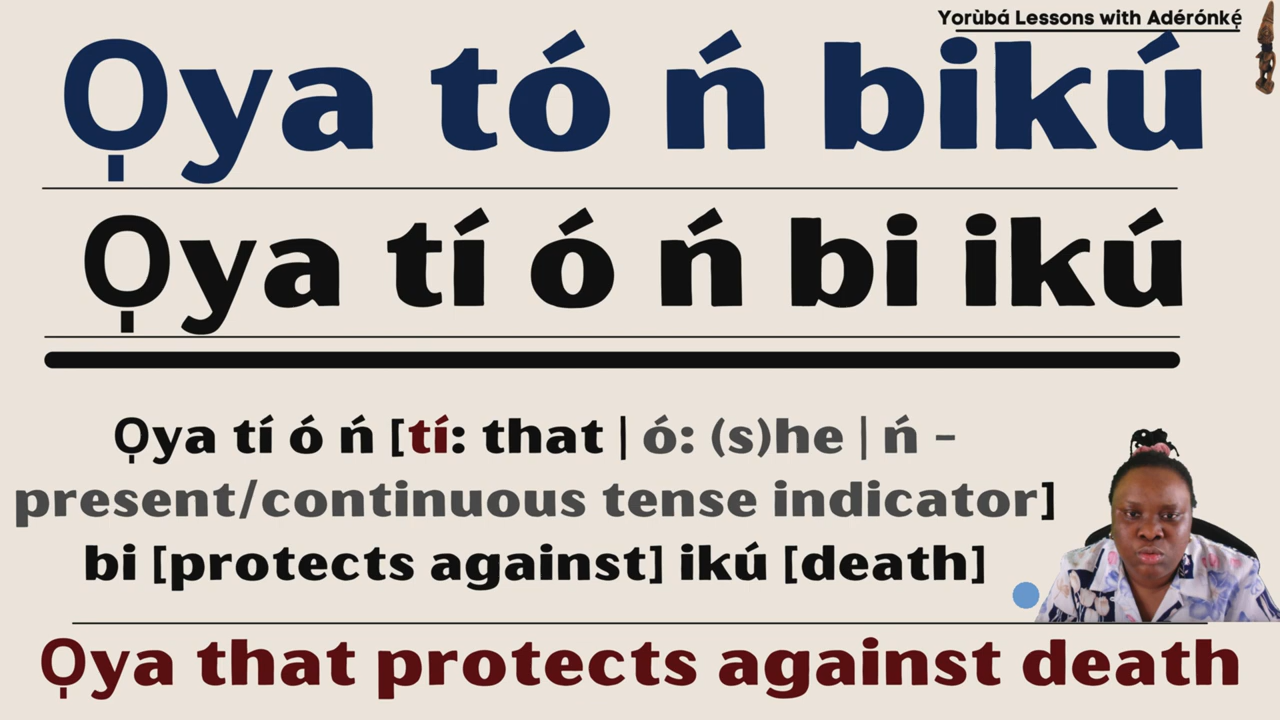 Yorùbá Lessons with Adérónkẹ́
Ọya tó ń bikú
Ọya tí ó ń bi ikú
Ọya tí ó ń [tí: that | ó: (s)he | ń -
present/continuous tense indicator]
bi [protects against] ikú [death]
Ọya that protects against death